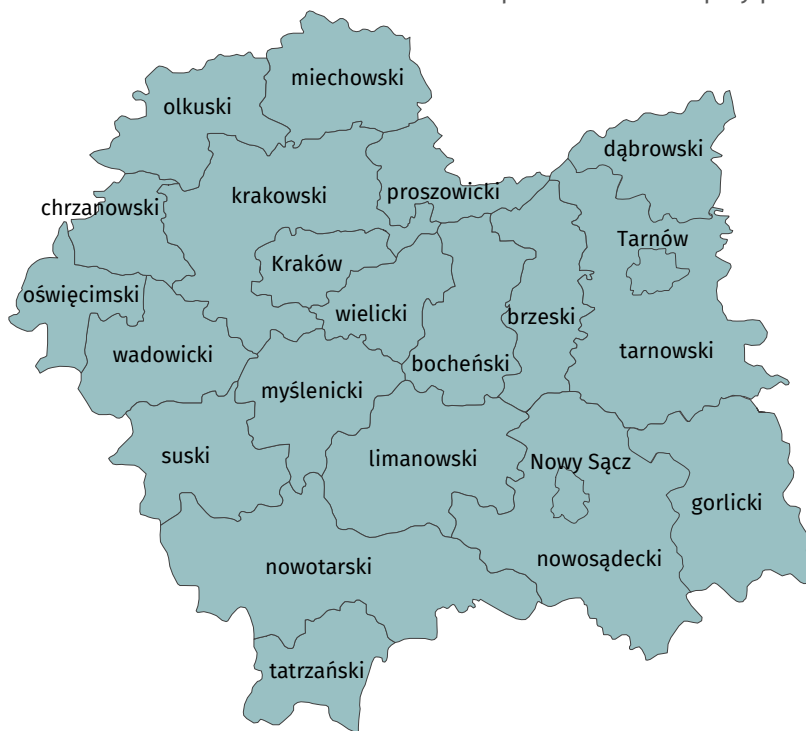 miechowski
olkuski
dąbrowski
chrzanowski
krakowski
proszowicki
Tarnów
Kraków
oświęcimski
wielicki
brzeski
wadowicki
bocheński
tarnowski
myślenicki
suski
limanowski
Nowy Sącz
gorlicki
nowotarski
nowosądecki
tatrzański